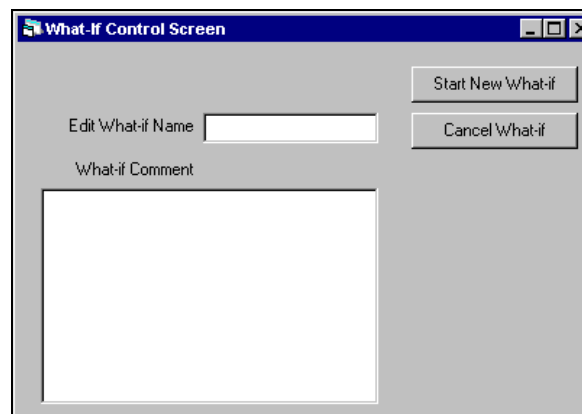 What-If Control Screen
Start New What-if
Edit What-if Name
Cancel What-if
What-if Comment